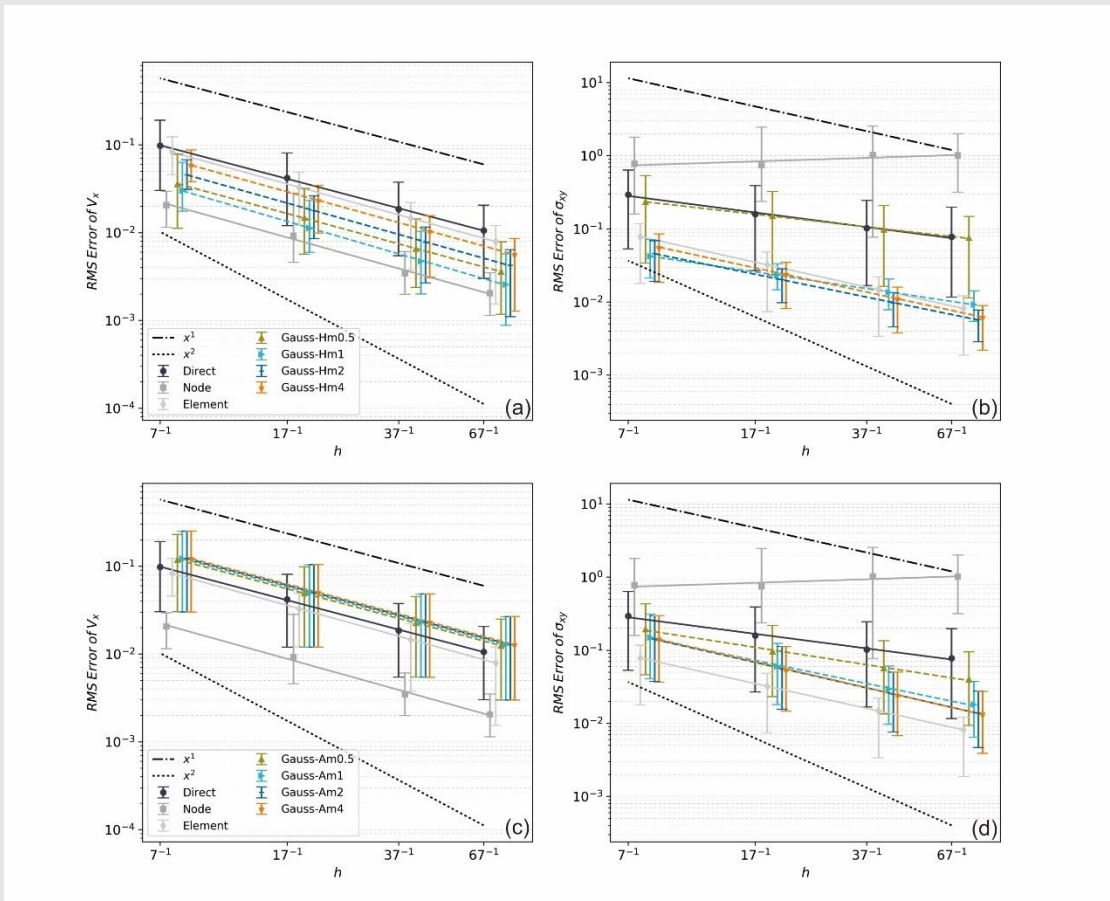 RMS Error of Vₓ
10⁻¹
10⁻²
10⁻³
10⁻⁴
x¹
x²
Direct
Node
Element
Gauss-Hm0.5
Gauss-Hm1
Gauss-Hm2
Gauss-Hm4
(a)
7⁻¹ 17⁻¹ 37⁻¹ 67⁻¹
h
RMS Error of σₓᵧ
10¹
10⁰
10⁻¹
10⁻²
10⁻³
(b)
7⁻¹ 17⁻¹ 37⁻¹ 67⁻¹
h
RMS Error of Vₓ
10⁻¹
10⁻²
10⁻³
10⁻⁴
x¹
x²
Direct
Node
Element
Gauss-Am0.5
Gauss-Am1
Gauss-Am2
Gauss-Am4
(c)
7⁻¹ 17⁻¹ 37⁻¹ 67⁻¹
h
RMS Error of σₓᵧ
10¹
10⁰
10⁻¹
10⁻²
10⁻³
(d)
7⁻¹ 17⁻¹ 37⁻¹ 67⁻¹
h